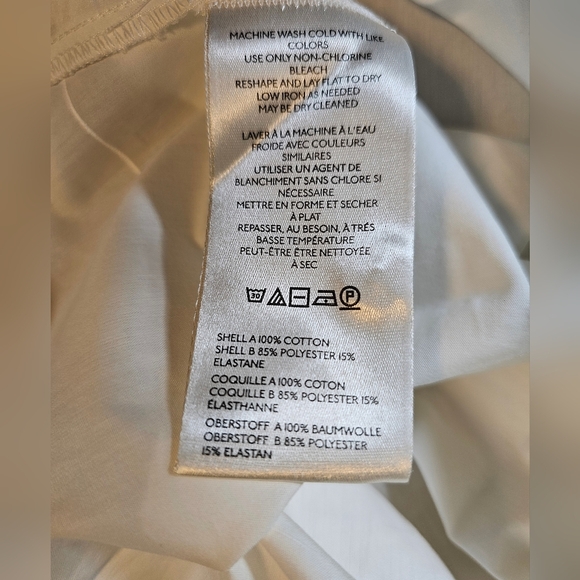 MACHINE WASH COLD WITH LIKE
COLORS
USE ONLY NON-CHLORINE
BLEACH
RESHAPE AND LAY FLAT TO DRY
LOW IRON AS NEEDED
MAY BE DRY CLEANED
LAVER À LA MACHINE À L'EAU
FROIDE AVEC COULEURS
SIMILAIRES
UTILISER UN AGENT DE
BLANCHIMENT SANS CHLORE SI
NÉCESSAIRE
METTRE EN FORME ET SECHER
À PLAT
REPASSER, AU BESOIN, À TRÉS
BASSE TEMPÉRATURE
PEUT-ÊTRE ÊTRE NETTOYÉE
À SEC
30 P
SHELL A 100% COTTON
SHELL B 85% POLYESTER 15%
ELASTANE
COQUILLE A 100% COTON
COQUILLE B 85% POLYESTER 15%
ÉLASTHANNE
OBERSTOFF A 100% BAUMWOLLE
OBERSTOFF B 85% POLYESTER
15% ELASTAN